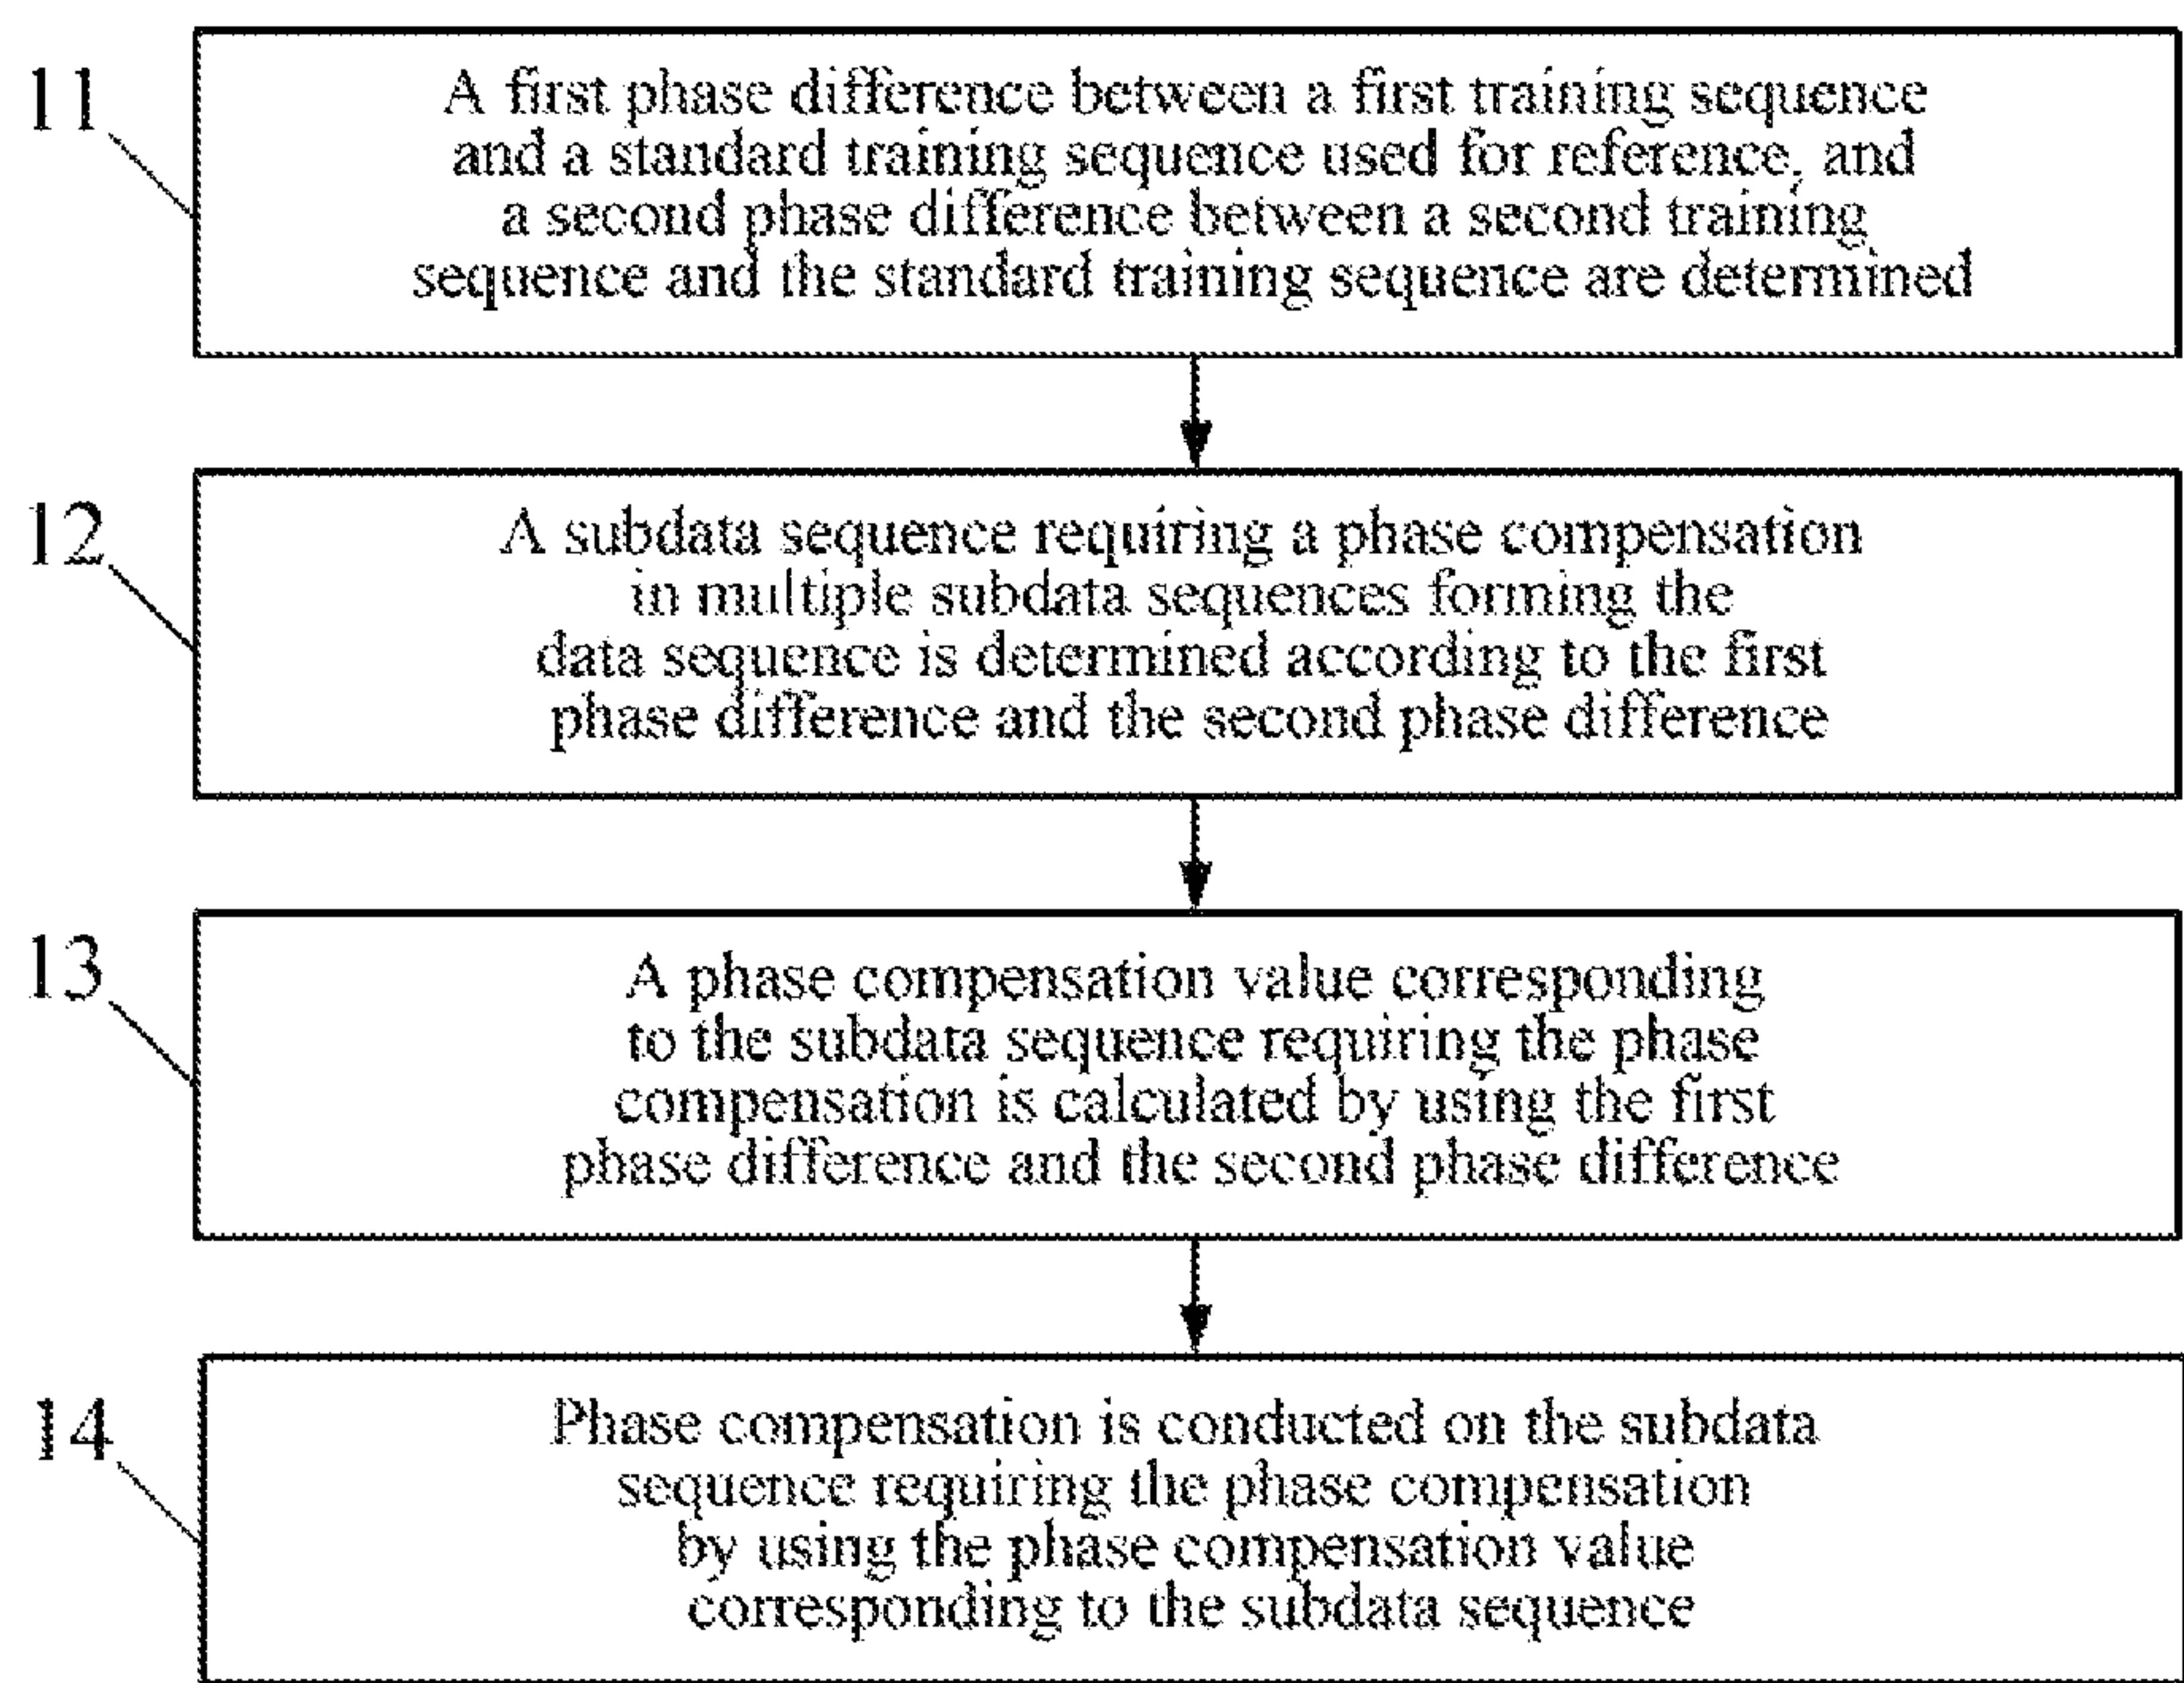 11
A first phase difference between a first training sequence
and a standard training sequence used for reference, and
a second phase difference between a second training
sequence and the standard training sequence are determined
12
A subdata sequence requiring a phase compensation
in multiple subdata sequences forming the
data sequence is determined according to the first
phase difference and the second phase difference
13
A phase compensation value corresponding
to the subdata sequence requiring the phase
compensation is calculated by using the first
phase difference and the second phase difference
14
Phase compensation is conducted on the subdata
sequence requiring the phase compensation
by using the phase compensation value
corresponding to the subdata sequence